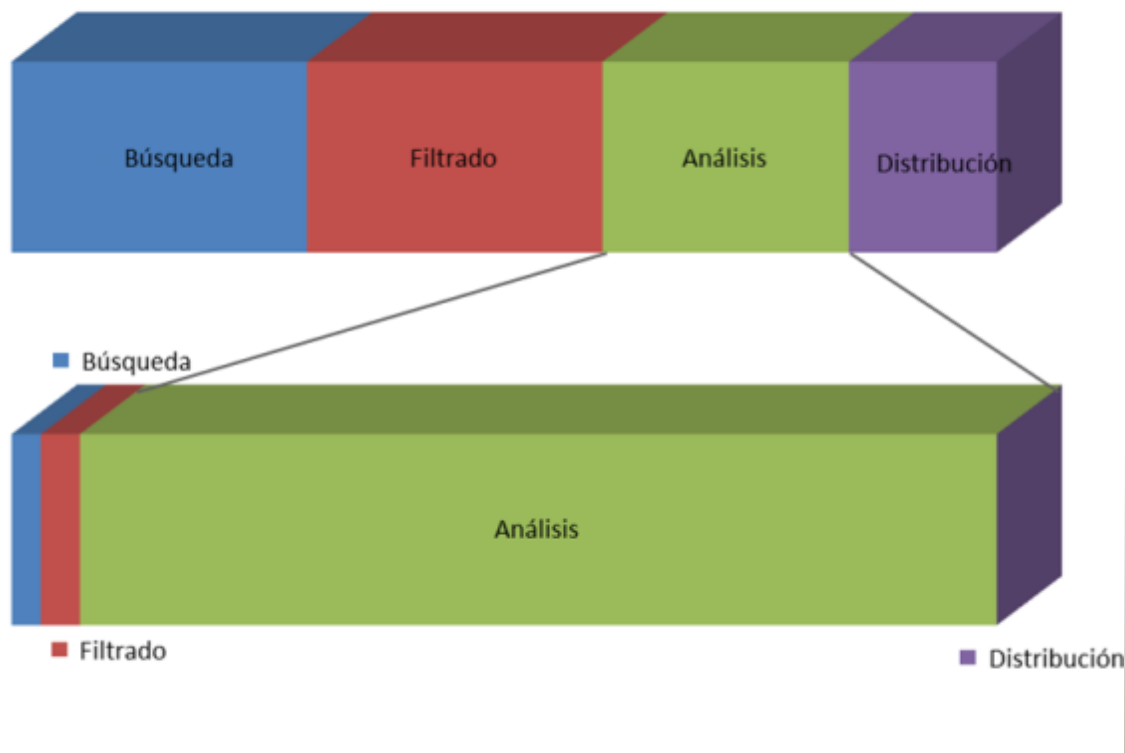 Búsqueda
Filtrado
Análisis
Distribución
Búsqueda
Análisis
Filtrado
Distribución